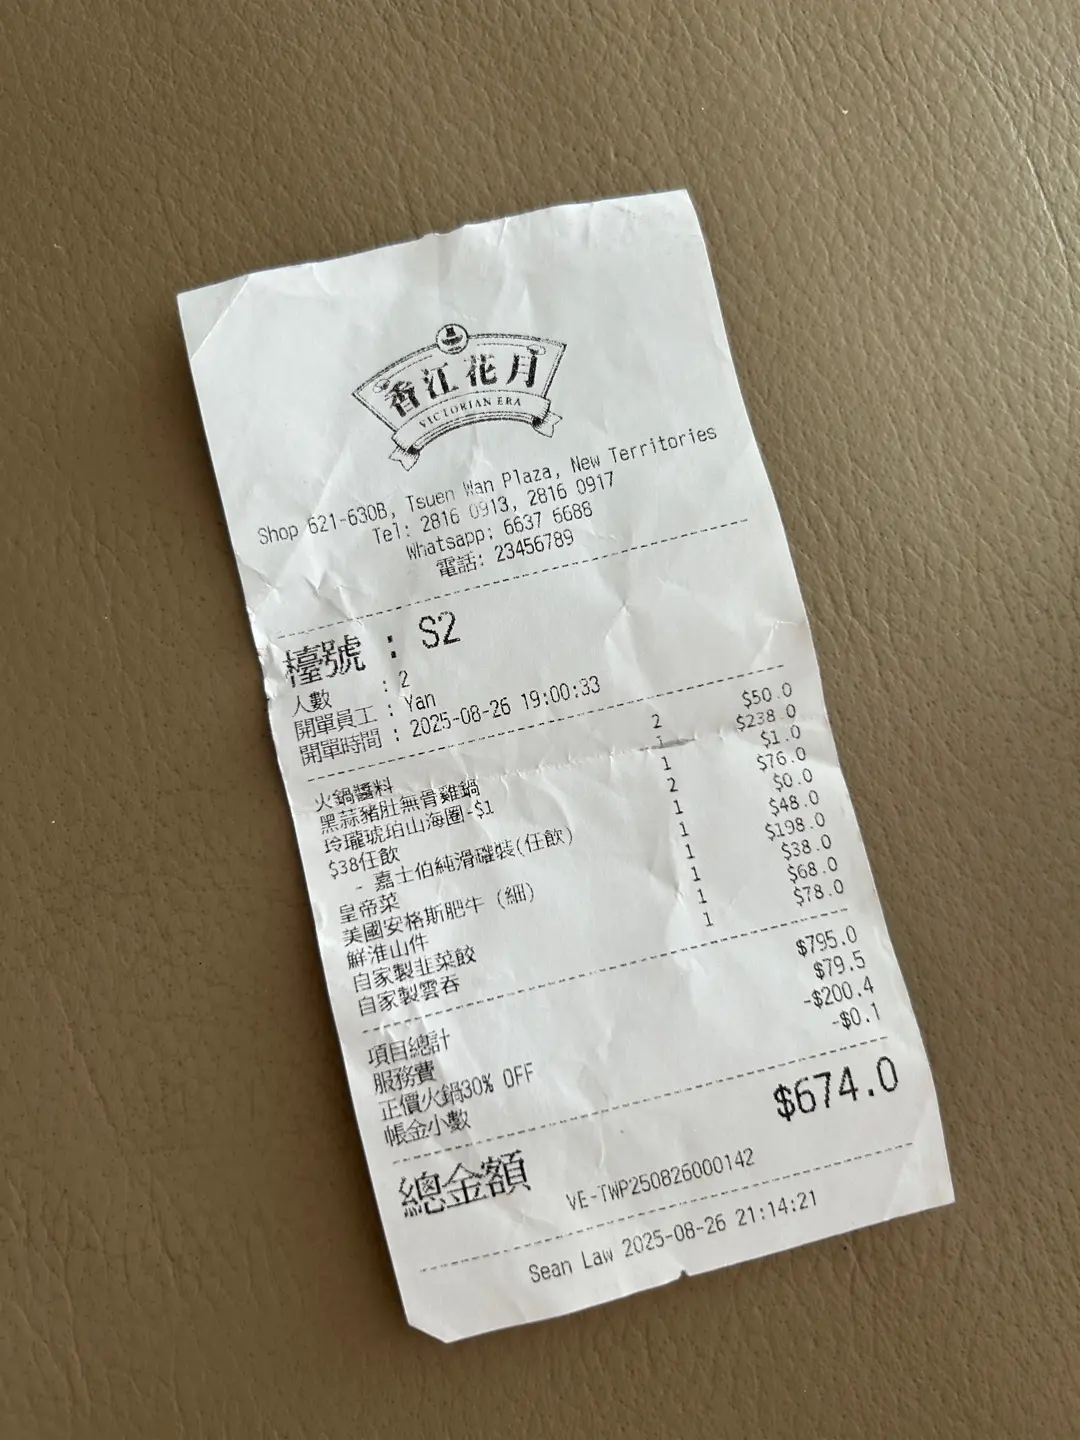 香江花月
VICTORIAN ERA
Shop 621-630B, Tsuen Wan Plaza, New Territories
Tel: 2816 0913, 2816 0917
Whatsapp: 6637 6688
電話: 23456789
檯號 : S2
人數 : 2
開單員工 : Yan
開單時間 : 2025-08-26 19:00:33
火鍋醬料 2 $50.0
黑蒜豬肚無骨雞鍋 1 $238.0
玲瓏琥珀山海圈-$1 1 $1.0
$38任飲 2 $76.0
- 嘉士伯純滑罐裝(任飲) 1 $0.0
皇帝菜 1 $48.0
美國安格斯肥牛 (細) 1 $198.0
鮮淮山件 1 $38.0
自家製韭菜餃 1 $68.0
自家製雲吞 1 $78.0
項目總計 $795.0
服務費 $79.5
正價火鍋30% OFF -$200.4
帳金小數 -$0.1
總金額 $674.0
VE-TWP250826000142
Sean Law 2025-08-26 21:14:21